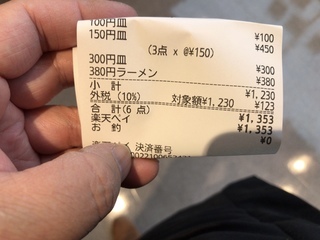 100円皿 ¥100
150円皿 ¥450
(3点 x @¥150)
300円皿 ¥300
380円ラーメン ¥380
小 計 ¥1,230
外税 (10%) 対象額¥1,230 ¥123
合 計(6 点) ¥1,353
楽天ペイ ¥1,353
お 釣 ¥0
決済番号